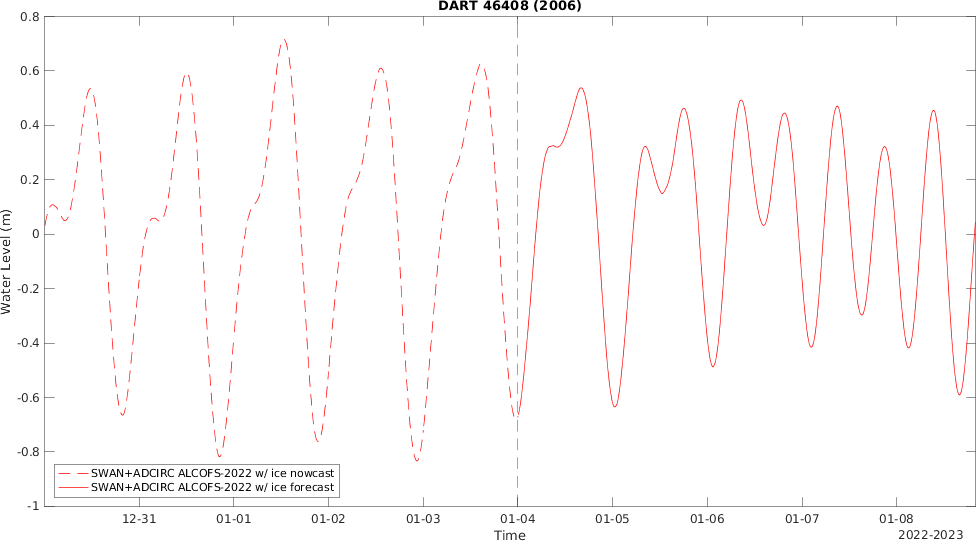 DART 46408 (2006)
0.8
0.6
0.4
0.2
0
-0.2
-0.4
-0.6
-0.8
-1
Water Level (m)
SWAN+ADCIRC ALCOFS-2022 w/ ice nowcast
SWAN+ADCIRC ALCOFS-2022 w/ ice forecast
12-31 01-01 01-02 01-03 01-04 01-05 01-06 01-07 01-08
Time
2022-2023